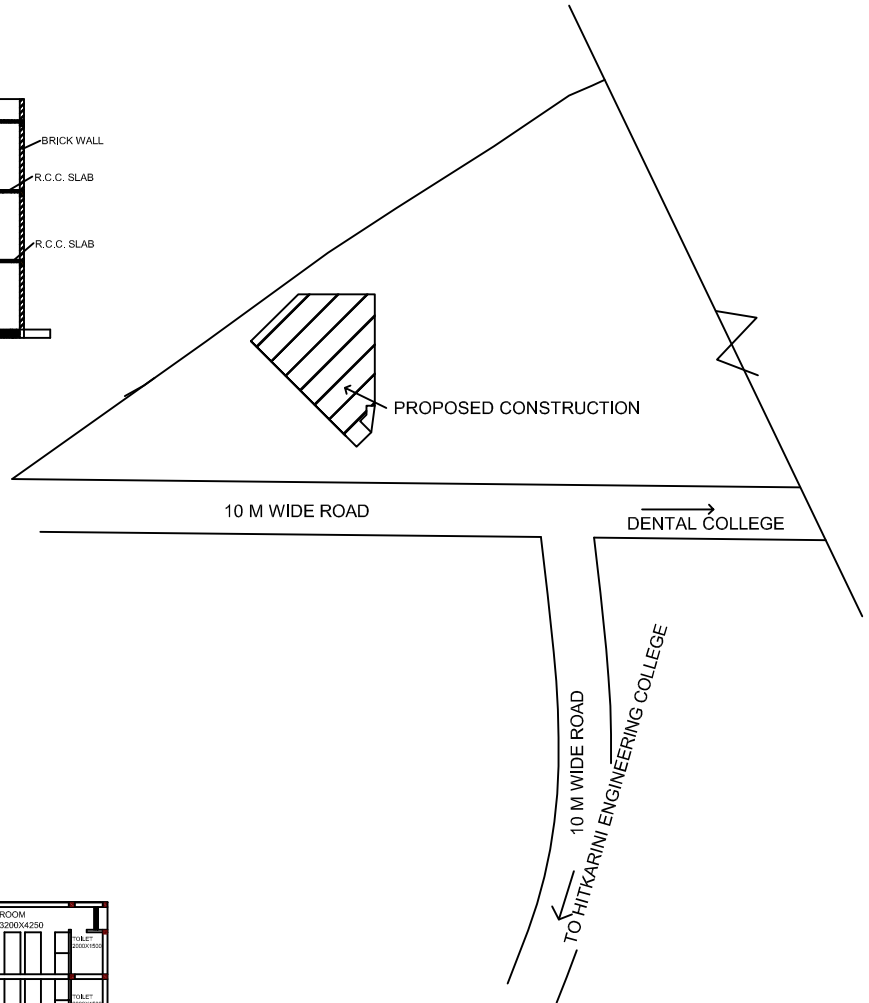 BRICK WALL
R.C.C. SLAB
R.C.C. SLAB
PROPOSED CONSTRUCTION
10 M WIDE ROAD
DENTAL COLLEGE
10 M WIDE ROAD
TO HITKARINI ENGINEERING COLLEGE
ROOM
3200X4250
TOILET
2000X1500
TOILET